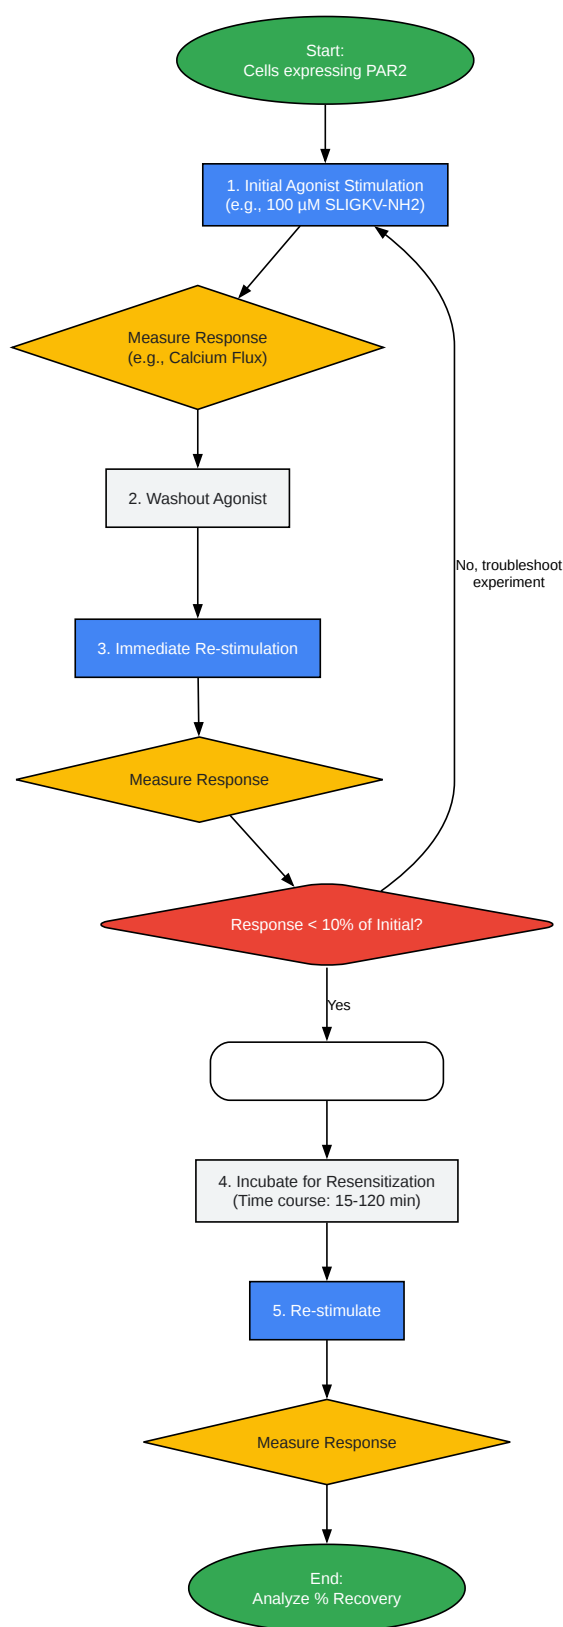 Start:
Cells expressing PAR2
1. Initial Agonist Stimulation
(e.g., 100 µM SLIGKV-NH2)
Measure Response
(e.g., Calcium Flux)
2. Washout Agonist
No, troubleshoot
experiment
3. Immediate Re-stimulation
Measure Response
Response < 10% of Initial?
Yes
4. Incubate for Resensitization
(Time course: 15-120 min)
5. Re-stimulate
Measure Response
End:
Analyze % Recovery